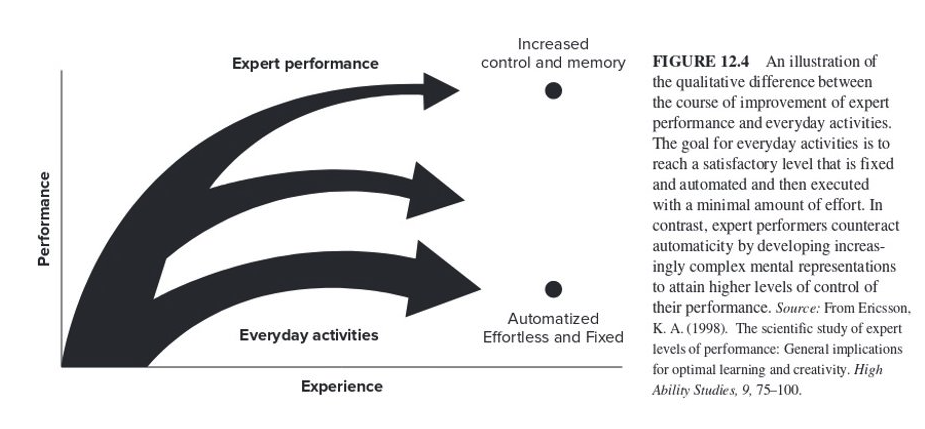 Increased
control and memory
Expert performance
Performance
Everyday activities
Automatized
Effortless and Fixed
Experience
FIGURE 12.4 An illustration of
the qualitative difference between
the course of improvement of expert
performance and everyday activities.
The goal for everyday activities is to
reach a satisfactory level that is fixed
and automated and then executed
with a minimal amount of effort. In
contrast, expert performers counteract
automaticity by developing increas-
ingly complex mental representations
to attain higher levels of control of
their performance. Source: From Ericsson,
K. A. (1998). The scientific study of expert
levels of performance: General implications
for optimal learning and creativity. High
Ability Studies, 9, 75–100.